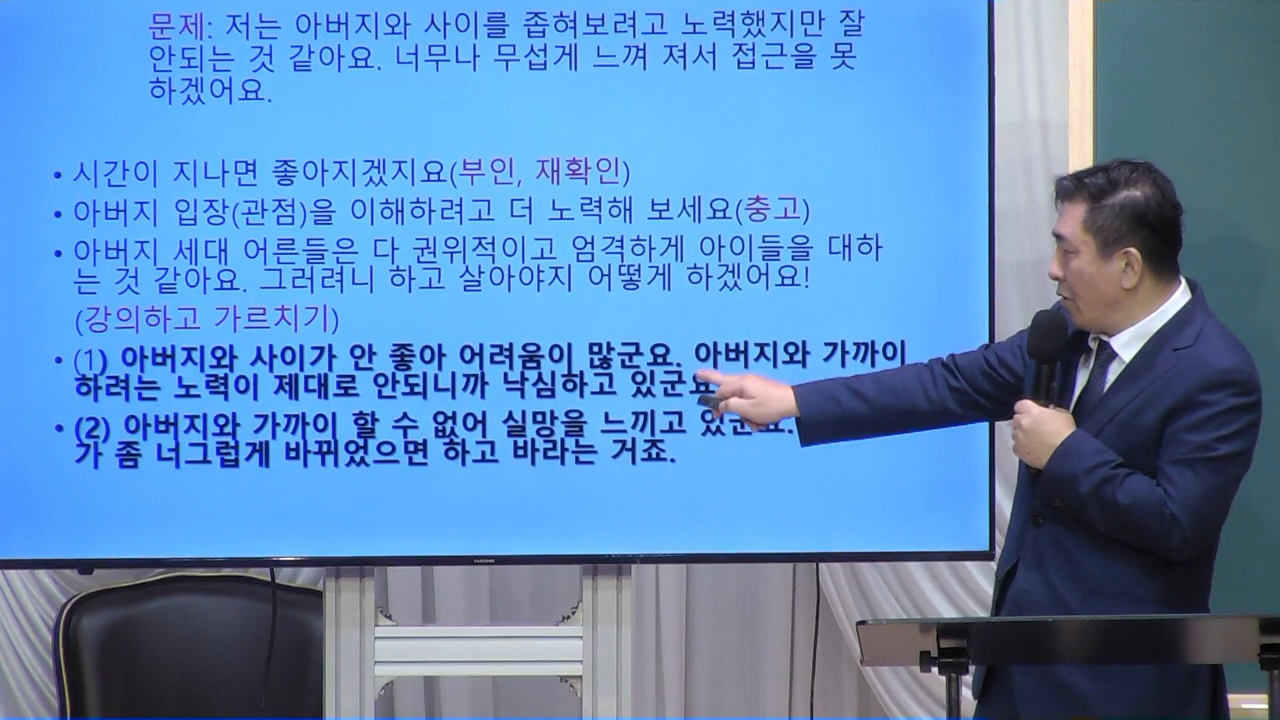 문제: 저는 아버지와 사이를 좁혀보려고 노력했지만 잘
안되는 것 같아요. 너무나 무섭게 느껴 져서 접근을 못
하겠어요.
• 시간이 지나면 좋아지겠지요(부인, 재확인)
• 아버지 입장(관점)을 이해하려고 더 노력해 보세요(충고)
• 아버지 세대 어른들은 다 권위적이고 엄격하게 아이들을 대하
는 것 같아요. 그러려니 하고 살아야지 어떻게 하겠어요!
(강의하고 가르치기)
• (1) 아버지와 사이가 안 좋아 어려움이 많군요. 아버지와 가까이
하려는 노력이 제대로 안되니까 낙심하고 있군요
• (2) 아버지와 가까이 할 수 없어 실망을 느끼고 있군요.
가 좀 너그럽게 바뀌었으면 하고 바라는 거죠.